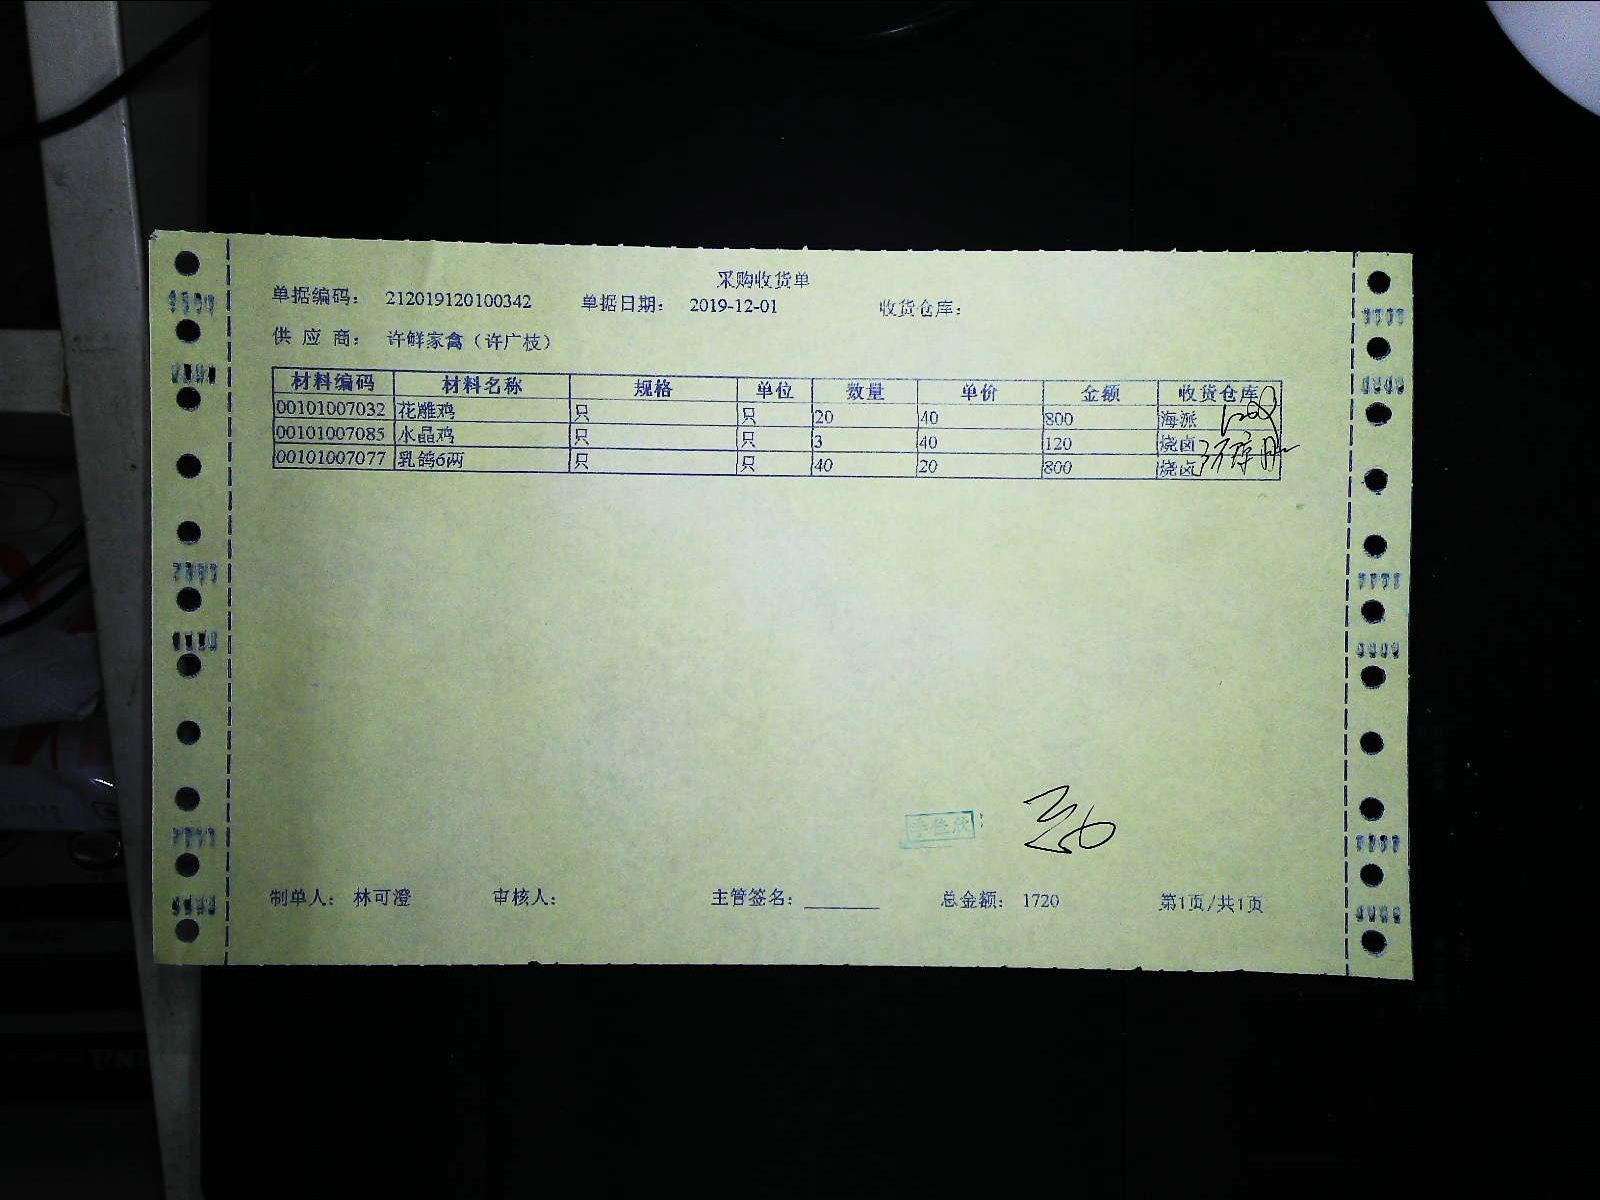 采购收货单
单据编码： 212019120100342 单据日期： 2019-12-01 收货仓库：
供 应 商： 许鲜家禽（许广枝）
材料编码 材料名称 规格 单位 数量 单价 金额 收货仓库
00101007032 花雕鸡 只 只 20 40 800 海派
00101007085 水晶鸡 只 只 3 40 120 烧卤
00101007077 乳鸽6两 只 只 40 20 800 烧卤
制单人： 林可澄 审核人： 主管签名： 总金额： 1720 第1页/共1页